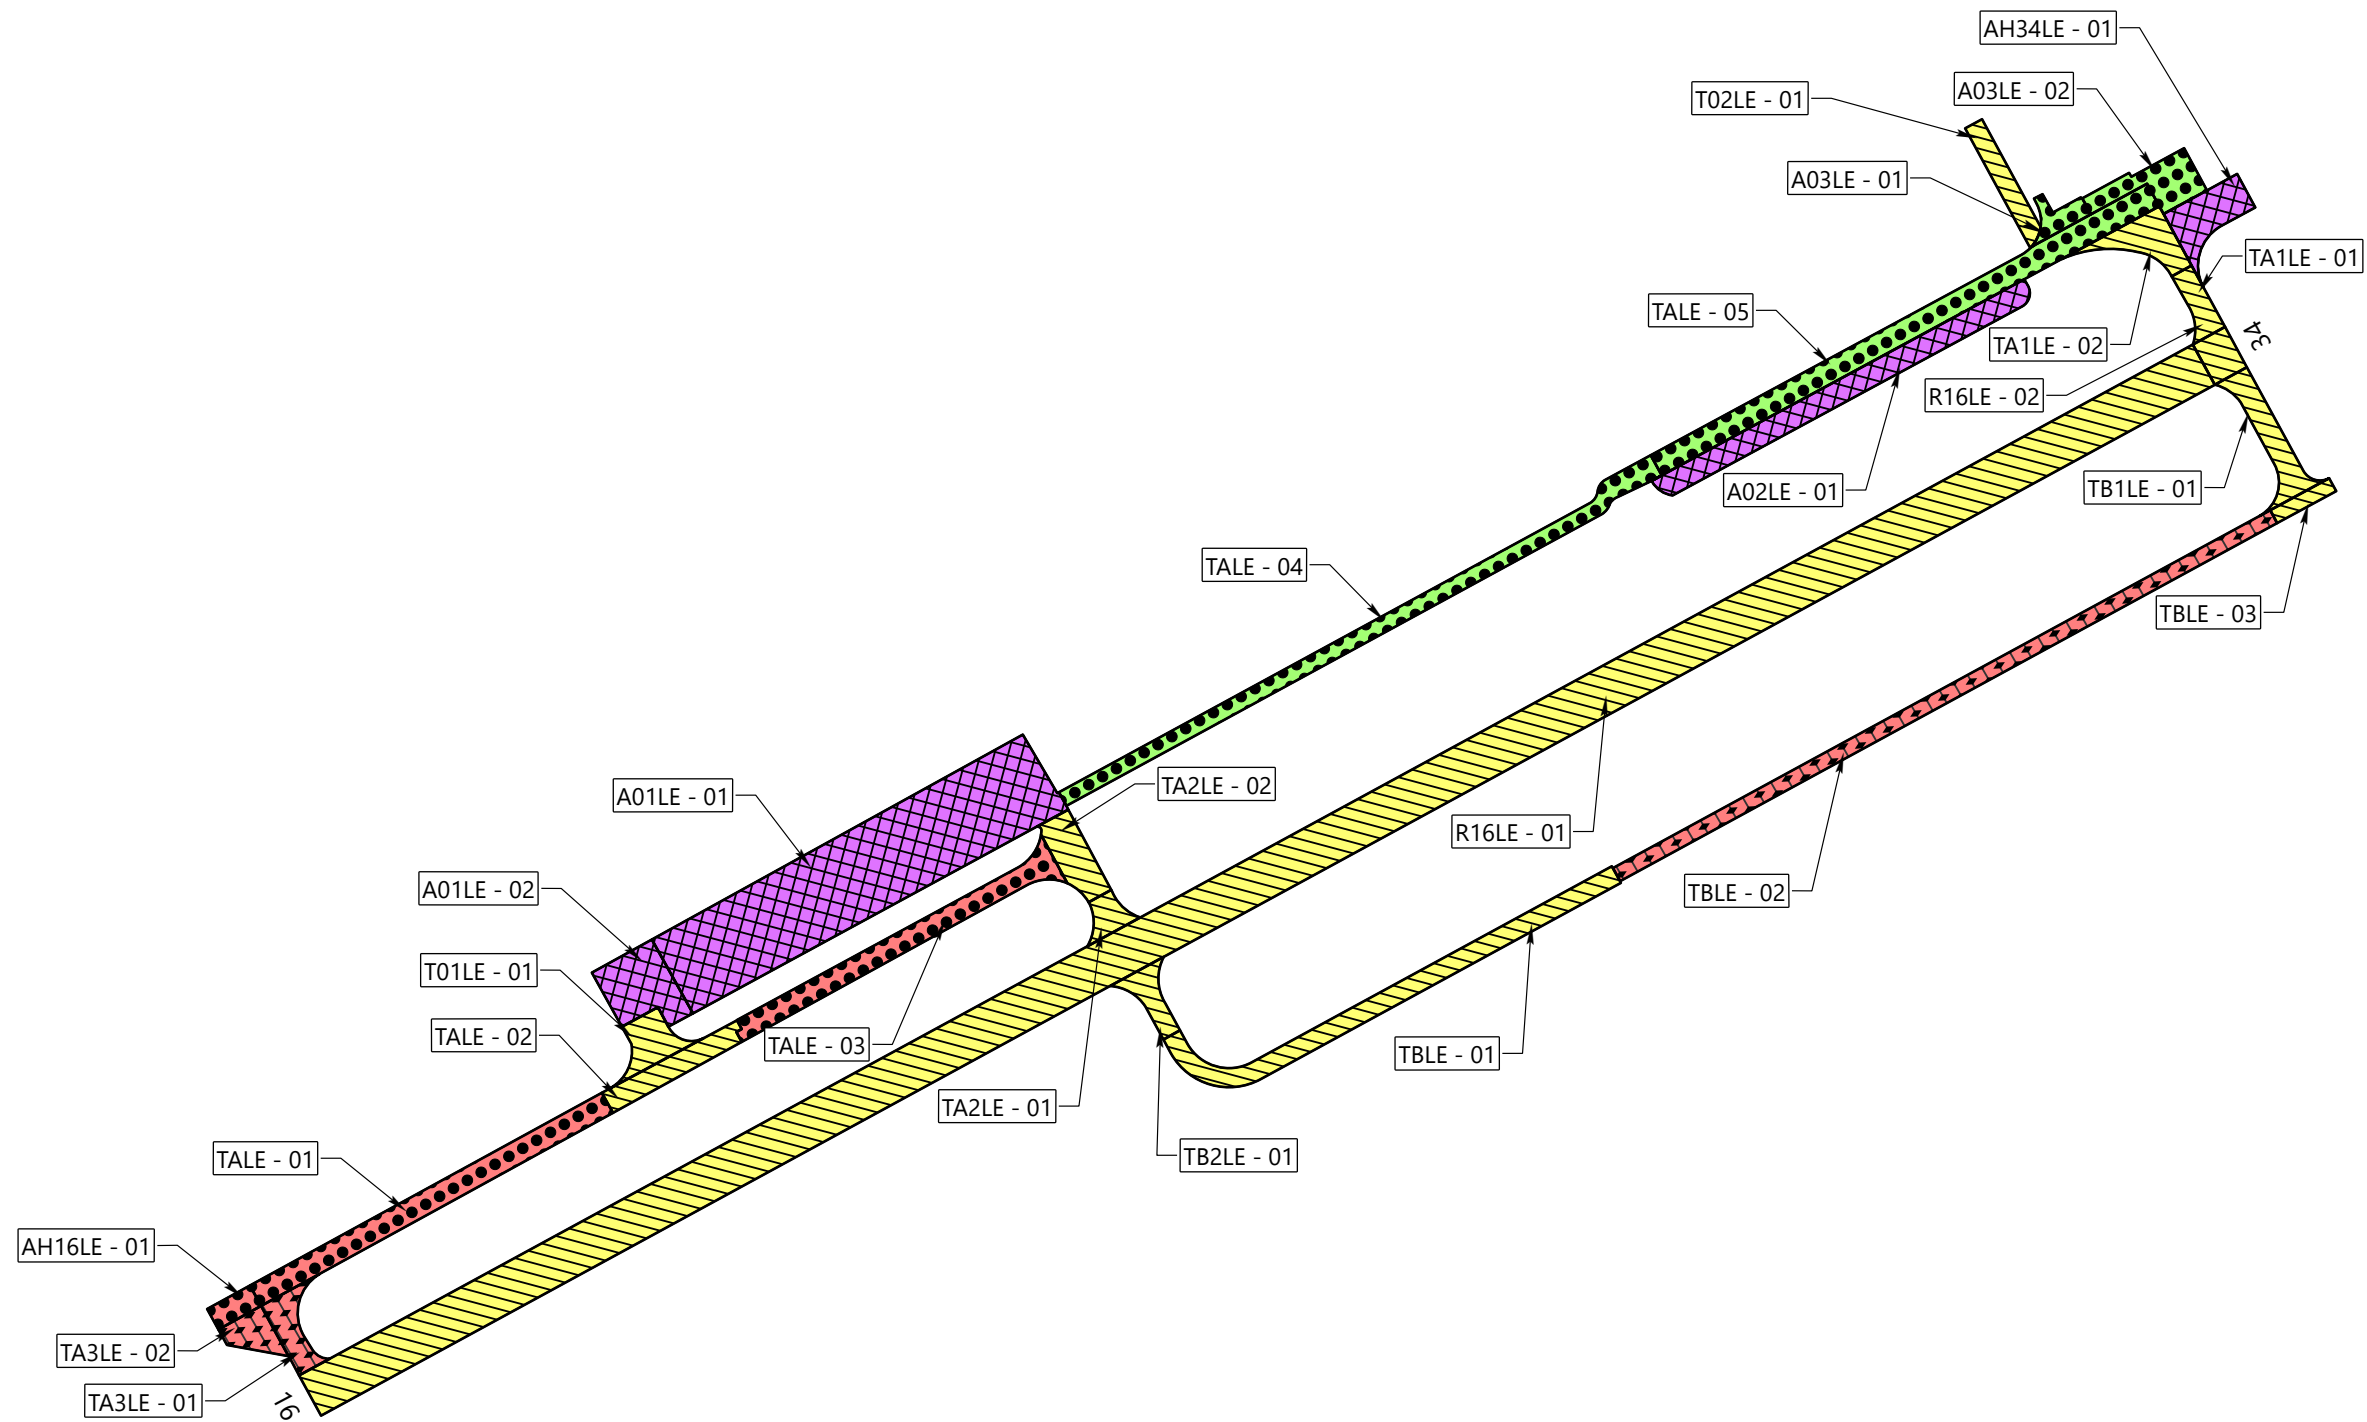 AH34LE - 01
A03LE - 02
T02LE - 01
A03LE - 01
TA1LE - 01
TALE - 05
34
TA1LE - 02
R16LE - 02
A02LE - 01
TB1LE - 01
TALE - 04
TBLE - 03
TA2LE - 02
A01LE - 01
R16LE - 01
A01LE - 02
TBLE - 02
T01LE - 01
TALE - 02
TALE - 03
TBLE - 01
TA2LE - 01
TB2LE - 01
TALE - 01
AH16LE - 01
TA3LE - 02
TA3LE - 01
16